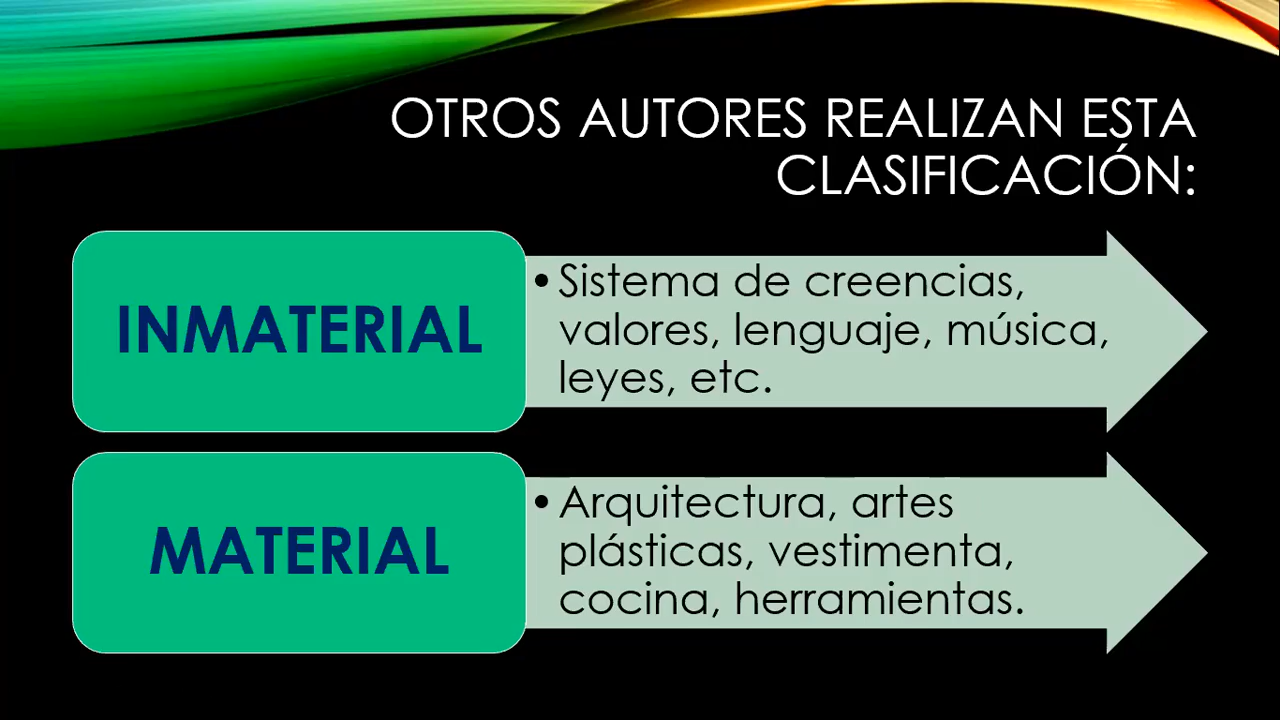 OTROS AUTORES REALIZAN ESTA
CLASIFICACIÓN:
INMATERIAL
•Sistema de creencias,
valores, lenguaje, música,
leyes, etc.
MATERIAL
•Arquitectura, artes
plásticas, vestimenta,
cocina, herramientas.